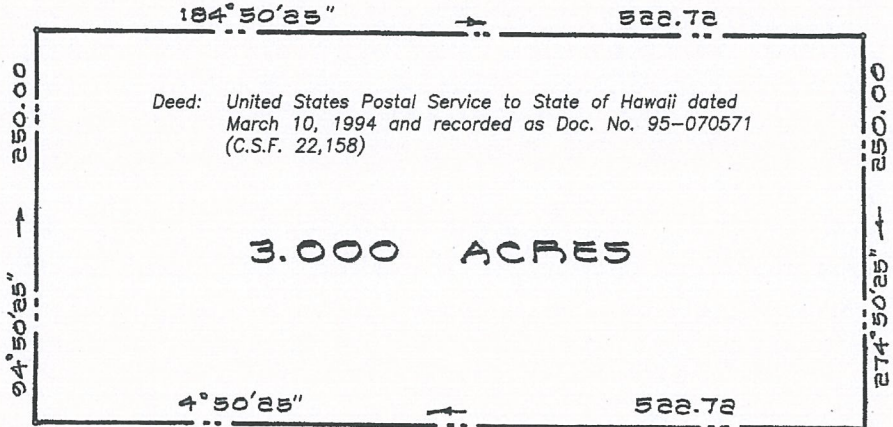 184°50'25" 522.72
250.00
94°50'25"
Deed: United States Postal Service to State of Hawaii dated
March 10, 1994 and recorded as Doc. No. 95-070571
(C.S.F. 22,158)
3.000 ACRES
250.00
274°50'25"
4°50'25" 522.72